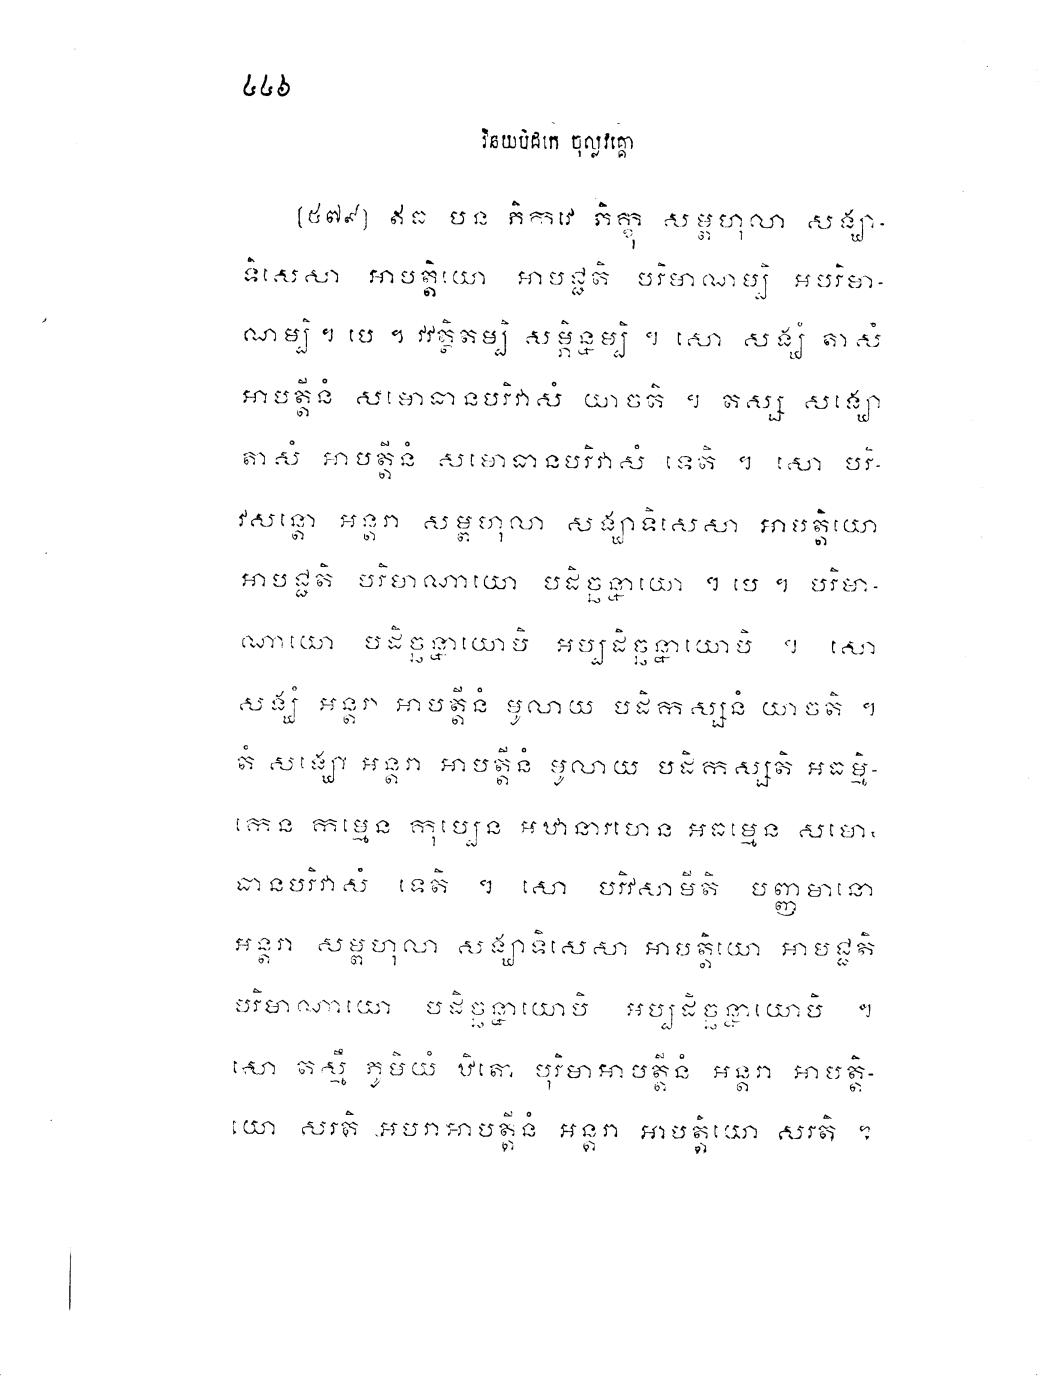 ៤៤៦
វិនយបិដកេ ចុល្លវគ្គោ
(៥៧៩) ឥធ បន ភិក្ខវេ ភិក្ខុ សម្ពហុលា សង្ឃា-
ទិសេសា អាបត្តិយោ អាបជ្ជតិ បរិមាណម្បិ អបរិមា-
ណម្បិ ។ បេ ។ វវត្ថិតម្បិ សម្ភិន្នម្បិ ។ សោ សង្ឃំ តាសំ
អាបត្តីនំ សមោធានបរិវាសំ យាចតិ ។ តស្ស សង្ឃោ
តាសំ អាបត្តីនំ សមោធានបរិវាសំ ទេតិ ។ សោ បរិ-
វសន្តោ អន្តរា សម្ពហុលា សង្ឃាទិសេសា អាបត្តិយោ
អាបជ្ជតិ បរិមាណាយោ បដិច្ឆន្នាយោ ។ បេ ។ បរិមា-
ណាយោ បដិច្ឆន្នាយោបិ អប្បដិច្ឆន្នាយោបិ ។ សោ
សង្ឃំ អន្តរា អាបត្តីនំ មូលាយ បដិកស្សនំ យាចតិ ។
តំ សង្ឃោ អន្តរា អាបត្តីនំ មូលាយ បដិកស្សតិ អធម្មិ-
កេន កម្មេន កុប្បេន អដ្ឋានារហេន អធម្មេន សមោ-
ធានបរិវាសំ ទេតិ ។ សោ បរិវសាមីតិ មញ្ញមានោ
អន្តរា សម្ពហុលា សង្ឃាទិសេសា អាបត្តិយោ អាបជ្ជតិ
បរិមាណាយោ បដិច្ឆន្នាយោបិ អប្បដិច្ឆន្នាយោបិ ។
សោ តស្មឹ ភូមិយំ ឋិតោ បុរិមាអាបត្តីនំ អន្តរា អាបត្តិ-
យោ សរតិ អបរាអាបត្តីនំ អន្តរា អាបត្តិយោ សរតិ ។